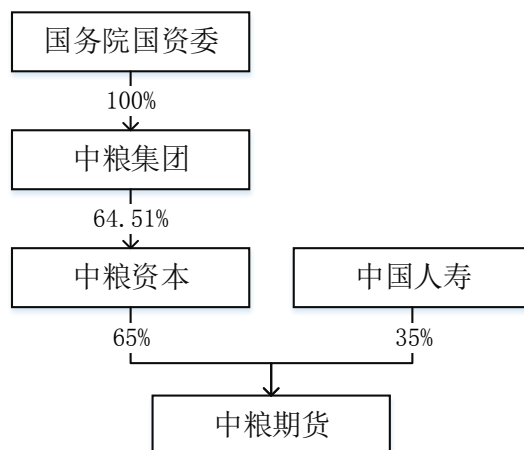 国务院国资委
100%
中粮集团
64.51%
中粮资本
中国人寿
65%
35%
中粮期货